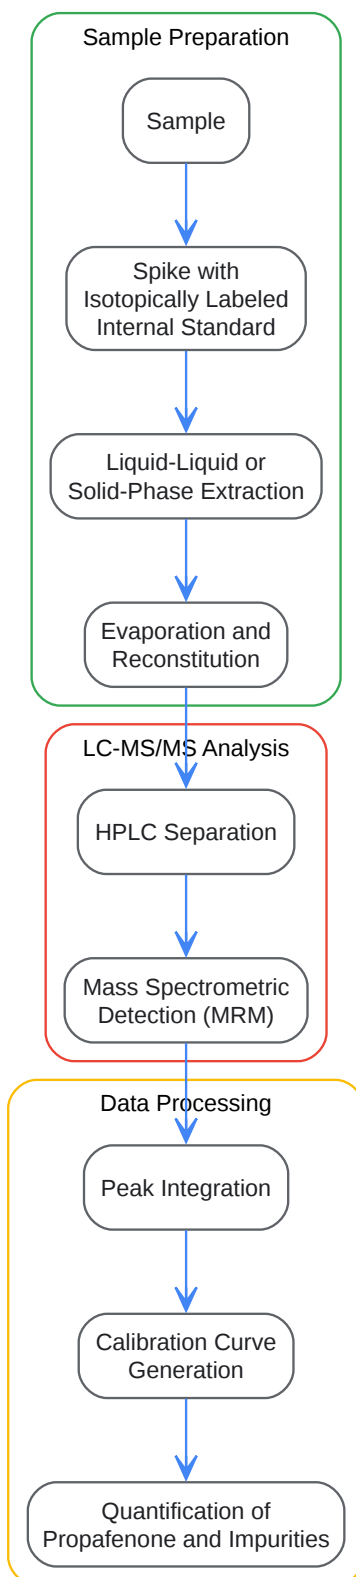 Sample Preparation
Sample
Spike with
Isotopically Labeled
Internal Standard
Liquid-Liquid or
Solid-Phase Extraction
Evaporation and
Reconstitution
LC-MS/MS Analysis
HPLC Separation
Mass Spectrometric
Detection (MRM)
Data Processing
Peak Integration
Calibration Curve
Generation
Quantification of
Propafenone and Impurities